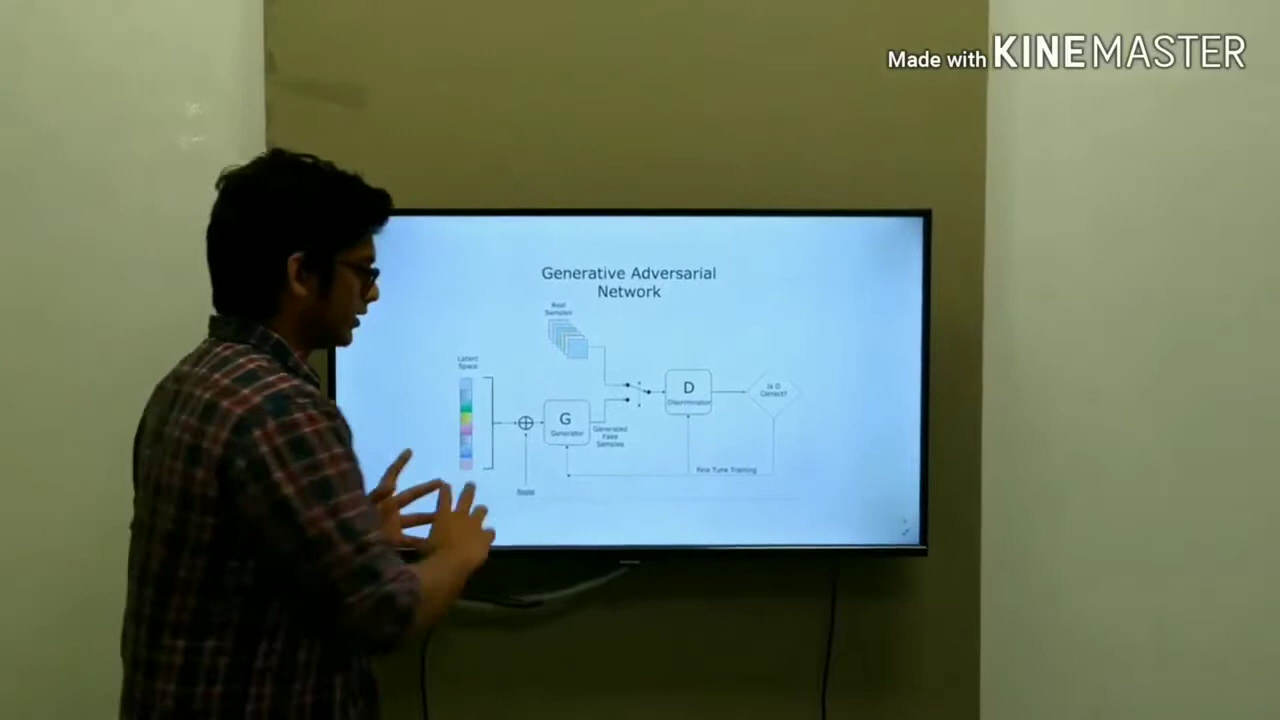 Made with KINEMASTER
Generative Adversarial
Network
Real
Samples
Latent
Space
D
Discriminator
Is D
Correct?
G
Generator
Generated
Fake
Samples
Fine Tune Training
Noise